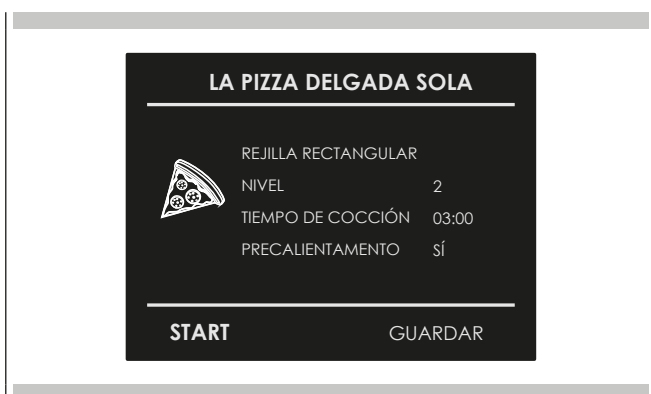 LA PIZZA DELGADA SOLA
REJILLA RECTANGULAR
NIVEL 2
TIEMPO DE COCCIÓN 03:00
PRECALIENTAMENTO SÍ
START GUARDAR